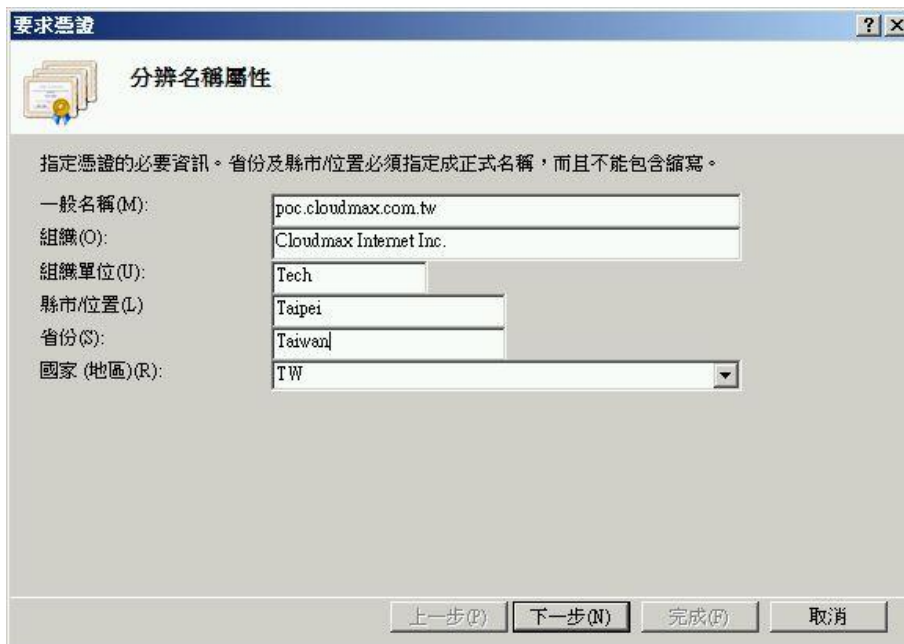 要求憑證
分辨名稱屬性
指定憑證的必要資訊。省份及縣市/位置必須指定成正式名稱,而且不能包含縮寫。
一般名稱(M): poc.cloudmax.com.tw
組織(O): Cloudmax Internet Inc.
組織單位(U): Tech
縣市/位置(L) Taipei
省份(S): Taiwan
國家 (地區)(R): TW
上一步(P) 下一步(N) 完成(F) 取消